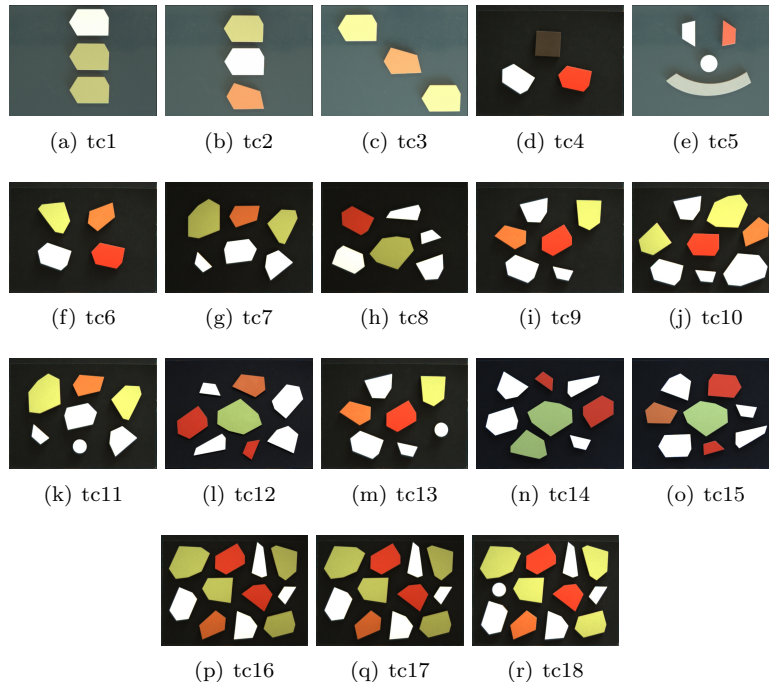 (a) tc1 (b) tc2 (c) tc3 (d) tc4 (e) tc5
(f) tc6 (g) tc7 (h) tc8 (i) tc9 (j) tc10
(k) tc11 (l) tc12 (m) tc13 (n) tc14 (o) tc15
(p) tc16 (q) tc17 (r) tc18